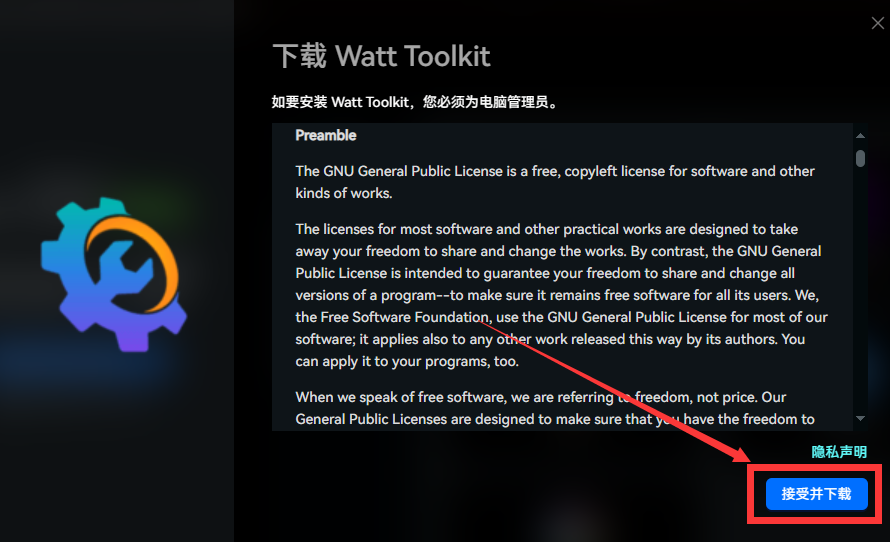 下载 Watt Toolkit
如要安装 Watt Toolkit，您必须为电脑管理员。
Preamble
The GNU General Public License is a free, copyleft license for software and other
kinds of works.
The licenses for most software and other practical works are designed to take
away your freedom to share and change the works. By contrast, the GNU General
Public License is intended to guarantee your freedom to share and change all
versions of a program--to make sure it remains free software for all its users. We,
the Free Software Foundation, use the GNU General Public License for most of our
software; it applies also to any other work released this way by its authors. You
can apply it to your programs, too.
When we speak of free software, we are referring to freedom, not price. Our
General Public Licenses are designed to make sure that you have the freedom to
隐私声明
接受并下载